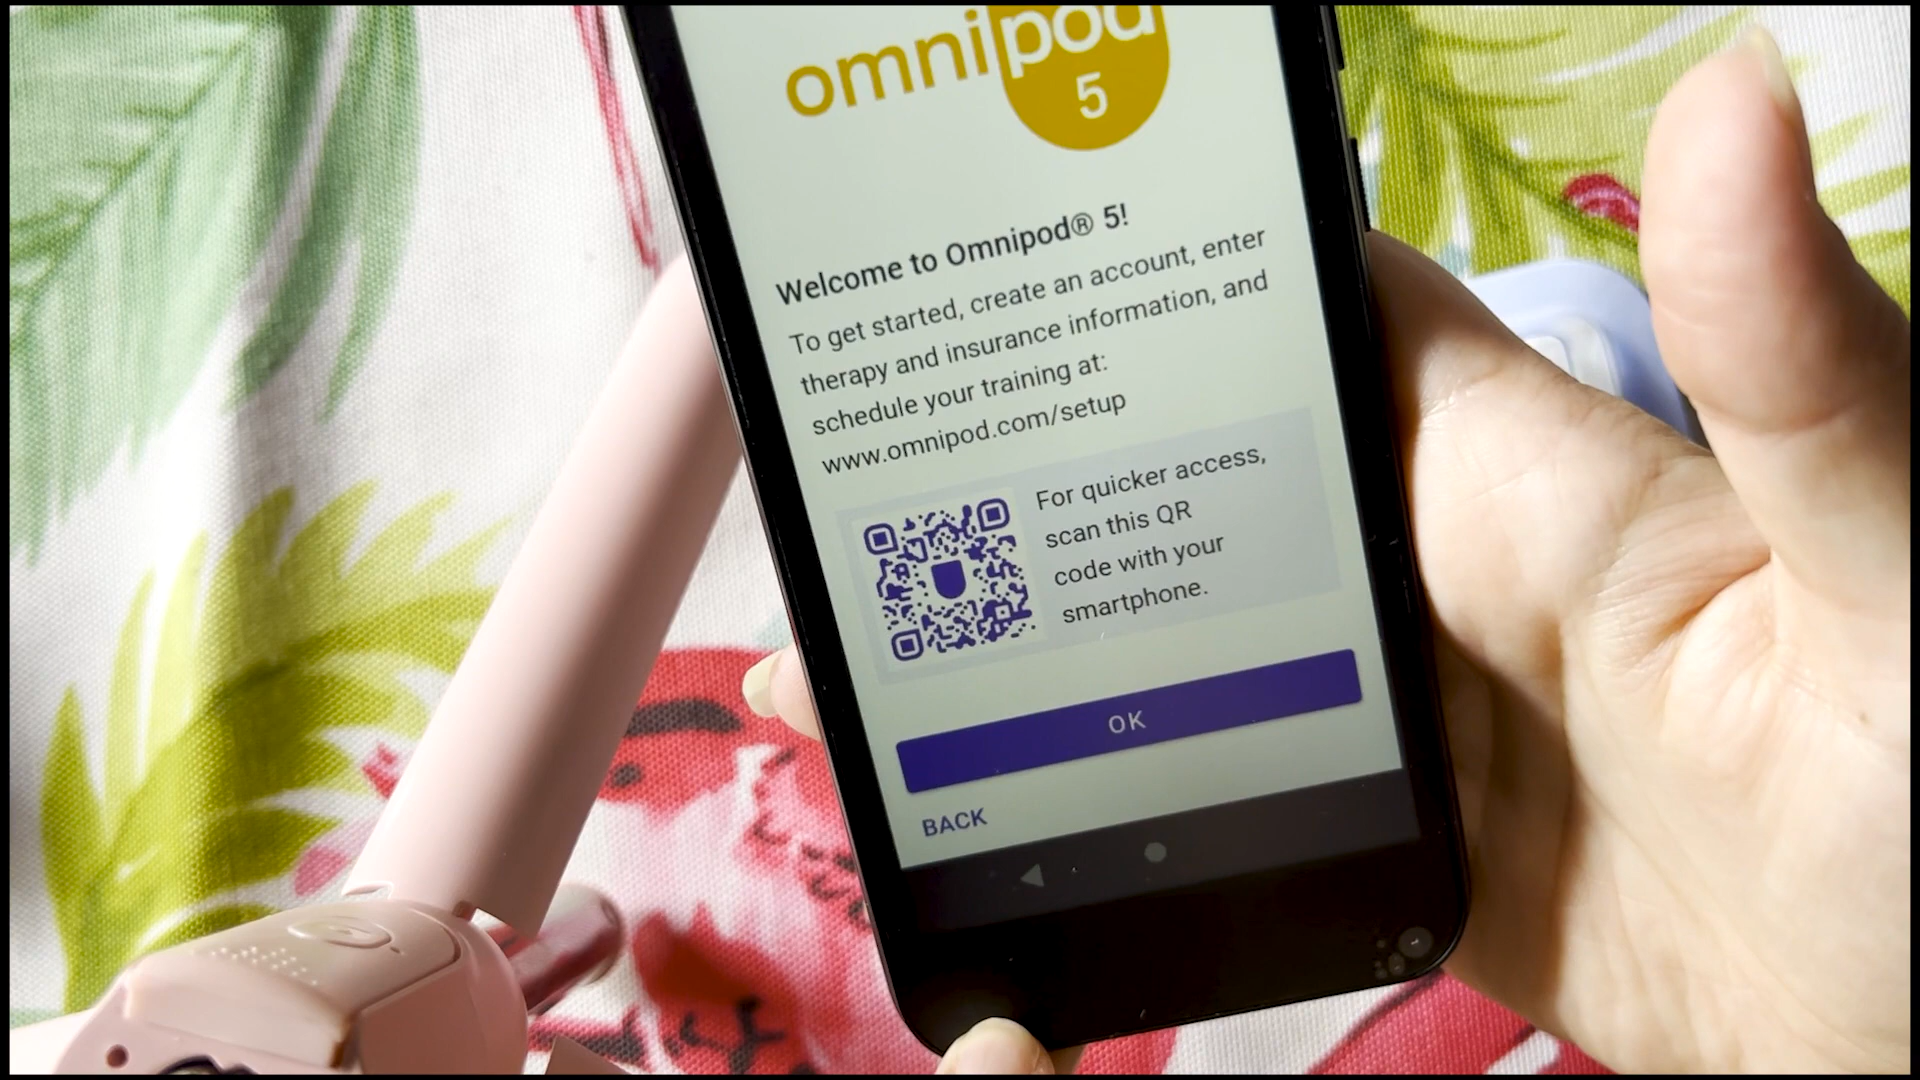 omnipod
5
Welcome to Omnipod® 5!
To get started, create an account, enter
therapy and insurance information, and
schedule your training at:
www.omnipod.com/setup
For quicker access,
scan this QR
code with your
smartphone.
OK
BACK